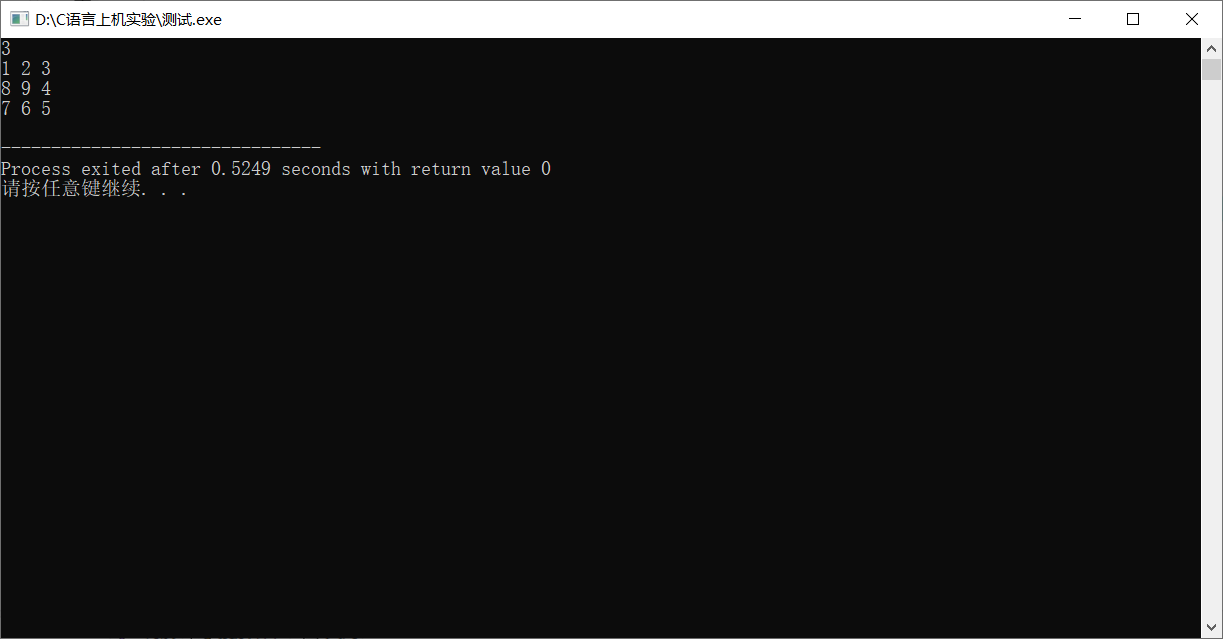 D:\C语言上机实验\测试.exe
3
1 2 3
8 9 4
7 6 5
--------------------------------
Process exited after 0.5249 seconds with return value 0
请按任意键继续. . .